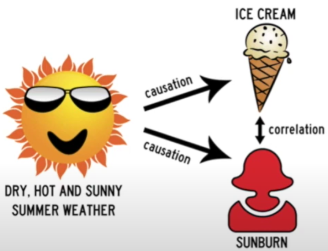 ICE CREAM
causation
correlation
causation
DRY, HOT AND SUNNY
SUMMER WEATHER
SUNBURN